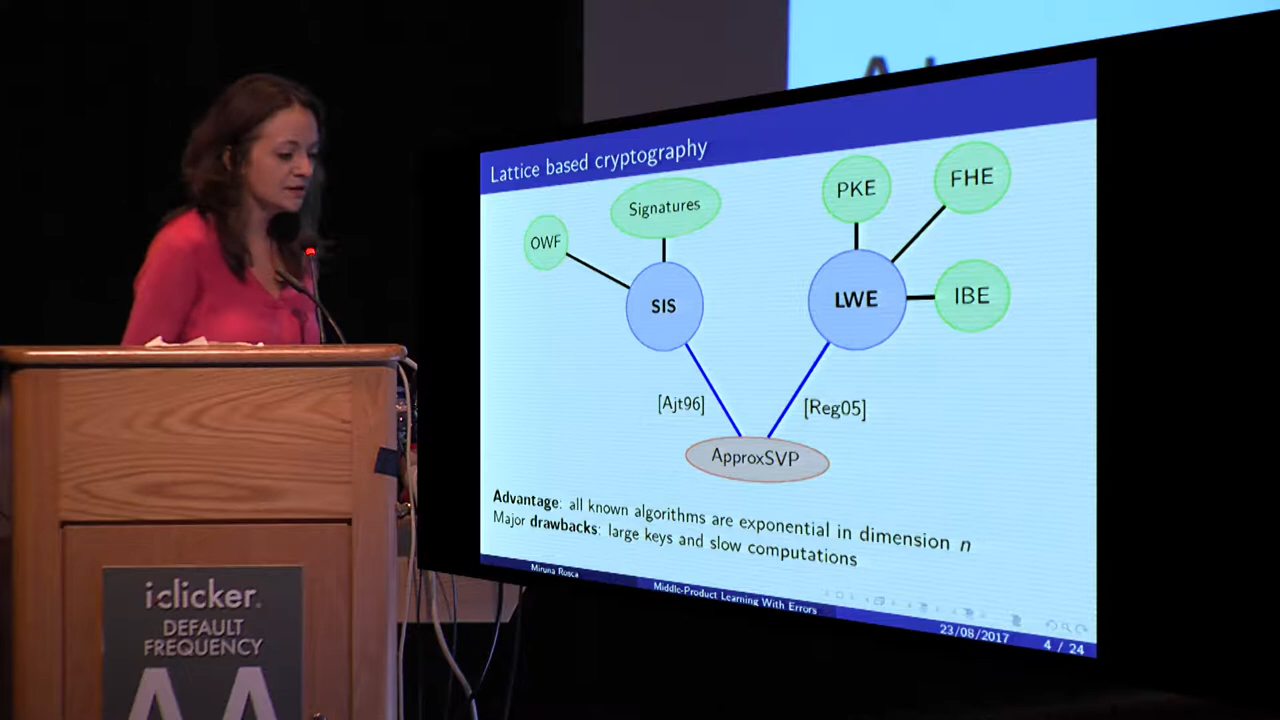 Lattice based cryptography
OWF
Signatures
PKE
FHE
SIS
LWE
IBE
[Ajt96]
[Reg05]
ApproxSVP
Advantage: all known algorithms are exponential in dimension n
Major drawbacks: large keys and slow computations
Miruna Rosca
Middle-Product Learning With Errors
23/08/2017
4 / 24
iclicker.
DEFAULT
FREQUENCY
AA